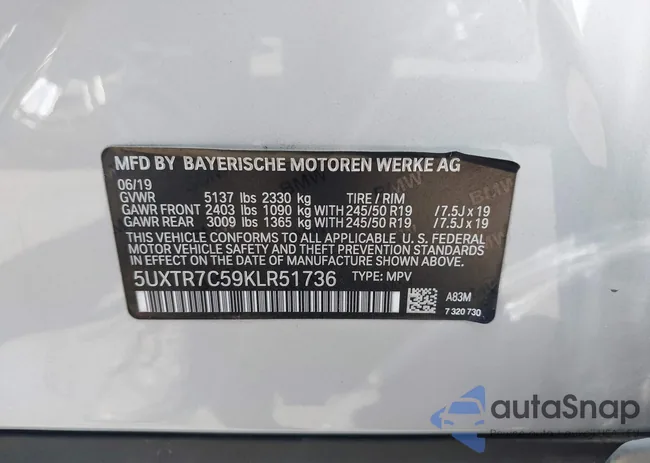 MFD BY BAYERISCHE MOTOREN WERKE AG
06/19
GVWR 5137 lbs 2330 kg TIRE / RIM
GAWR FRONT 2403 lbs 1090 kg WITH 245/50 R19 /7.5J x 19
GAWR REAR 3009 lbs 1365 kg WITH 245/50 R19 /7.5J x 19
THIS VEHICLE CONFORMS TO ALL APPLICABLE U. S. FEDERAL
MOTOR VEHICLE SAFETY, BUMPER, AND THEFT PREVENTION STANDARDS
IN EFFECT ON THE DATE OF MANUFACTURE SHOWN ABOVE.
5UXTR7C59KLR51736 TYPE: MPV
A83M
7 320 730
autoSnap